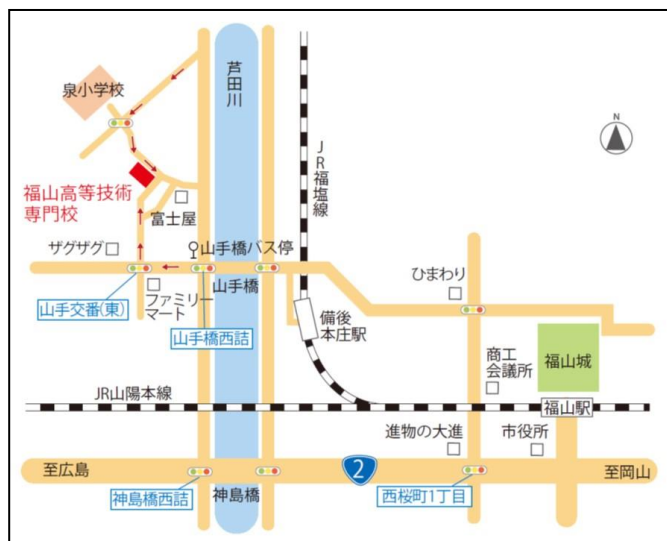 泉小学校
芦田川
JR福塩線
N
福山高等技術
専門校
富士屋
ザグザグ
山手橋バス停
山手橋
ひまわり
山手交番(東)
ファミリー
マート
山手橋西詰
備後
本庄駅
商工
会議所
福山城
JR山陽本線
福山駅
進物の大進
市役所
至広島
2
至岡山
神島橋西詰
神島橋
西桜町1丁目